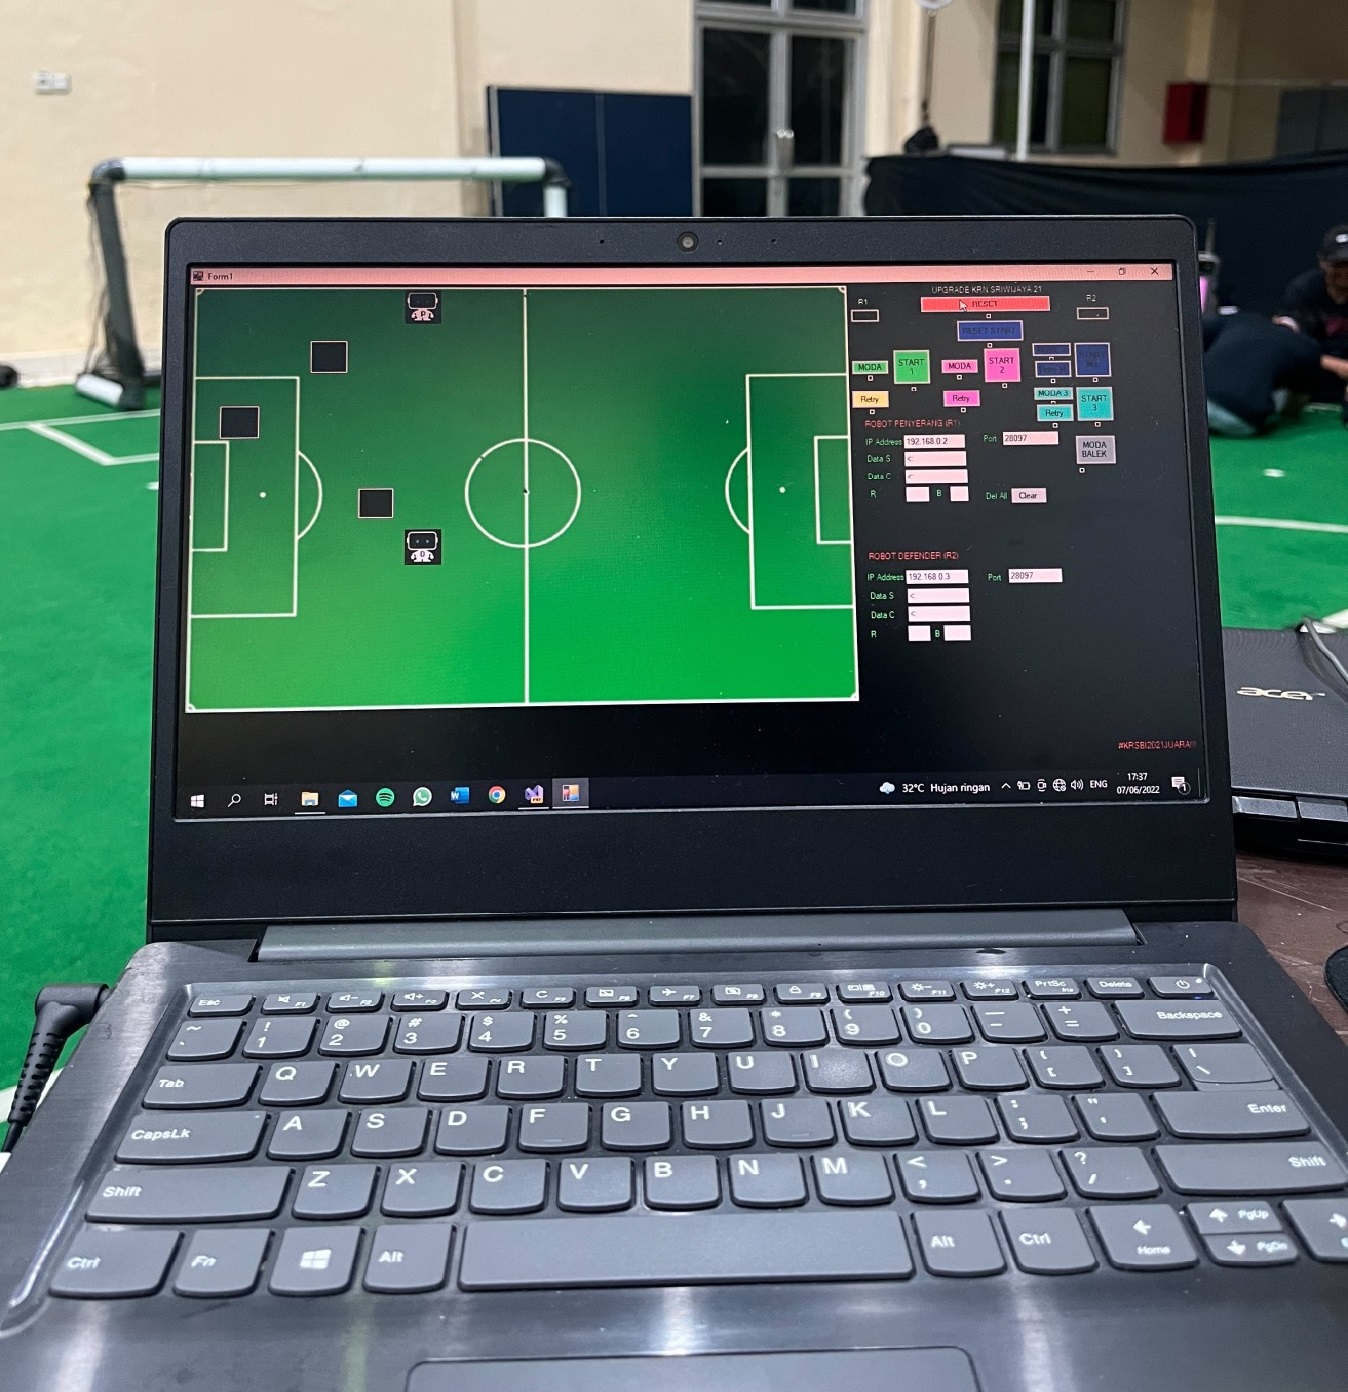 Form1
UPGRADE KRN SRIWIJAYA 21
R1
RESET
R2
RESET START
MODA
START
1
MODA
START
2
Retry
Retry
MODA 3
START
3
Retry
MODA
BALEK
ROBOT PENYERANG (R1)
IP Address 192.168.0.2 Port 28097
Data S <
Data C <
R B Del All Clear
ROBOT DEFENDER (R2)
IP Address 192.168.0.3 Port 28097
Data S <
Data C <
R B
P
D
#KRSBI2021JUARA!!!
32°C Hujan ringan ENG 17:37
07/06/2022
1
acer
Esc F1 F2 F3 F4 F5 F6 F7 F8 F9 F10 F11 F12 PrtSc Delete
~ ` ! 1 @ 2 # 3 $ 4 % 5 ^ 6 & 7 * 8 ( 9 ) 0 _ - + = Backspace
Tab Q W E R T Y U I O P { [ } ] | \
CapsLk A S D F G H J K L : ; " ' Enter
Shift Z X C V B N M < , > . ? / Shift
Ctrl Fn Alt Alt Ctrl Home PgUp
PgDn